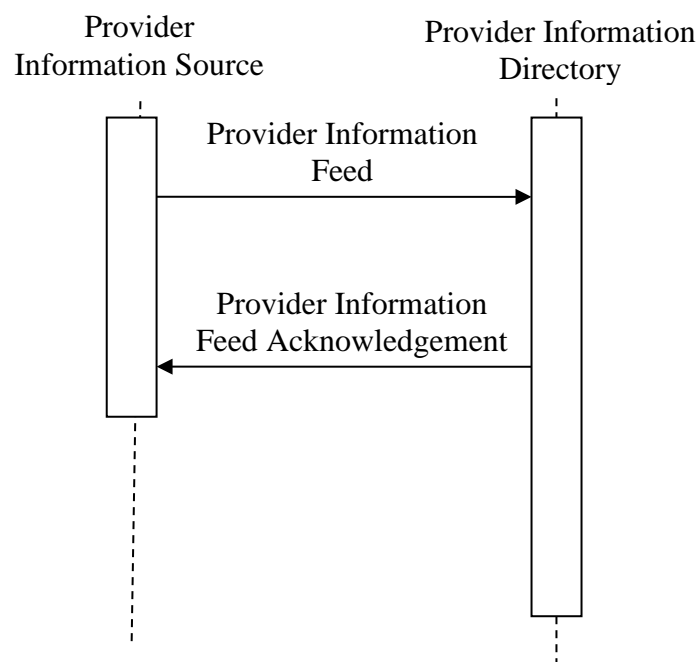 Provider
Information Source
Provider Information
Directory
Provider Information
Feed
Provider Information
Feed Acknowledgement